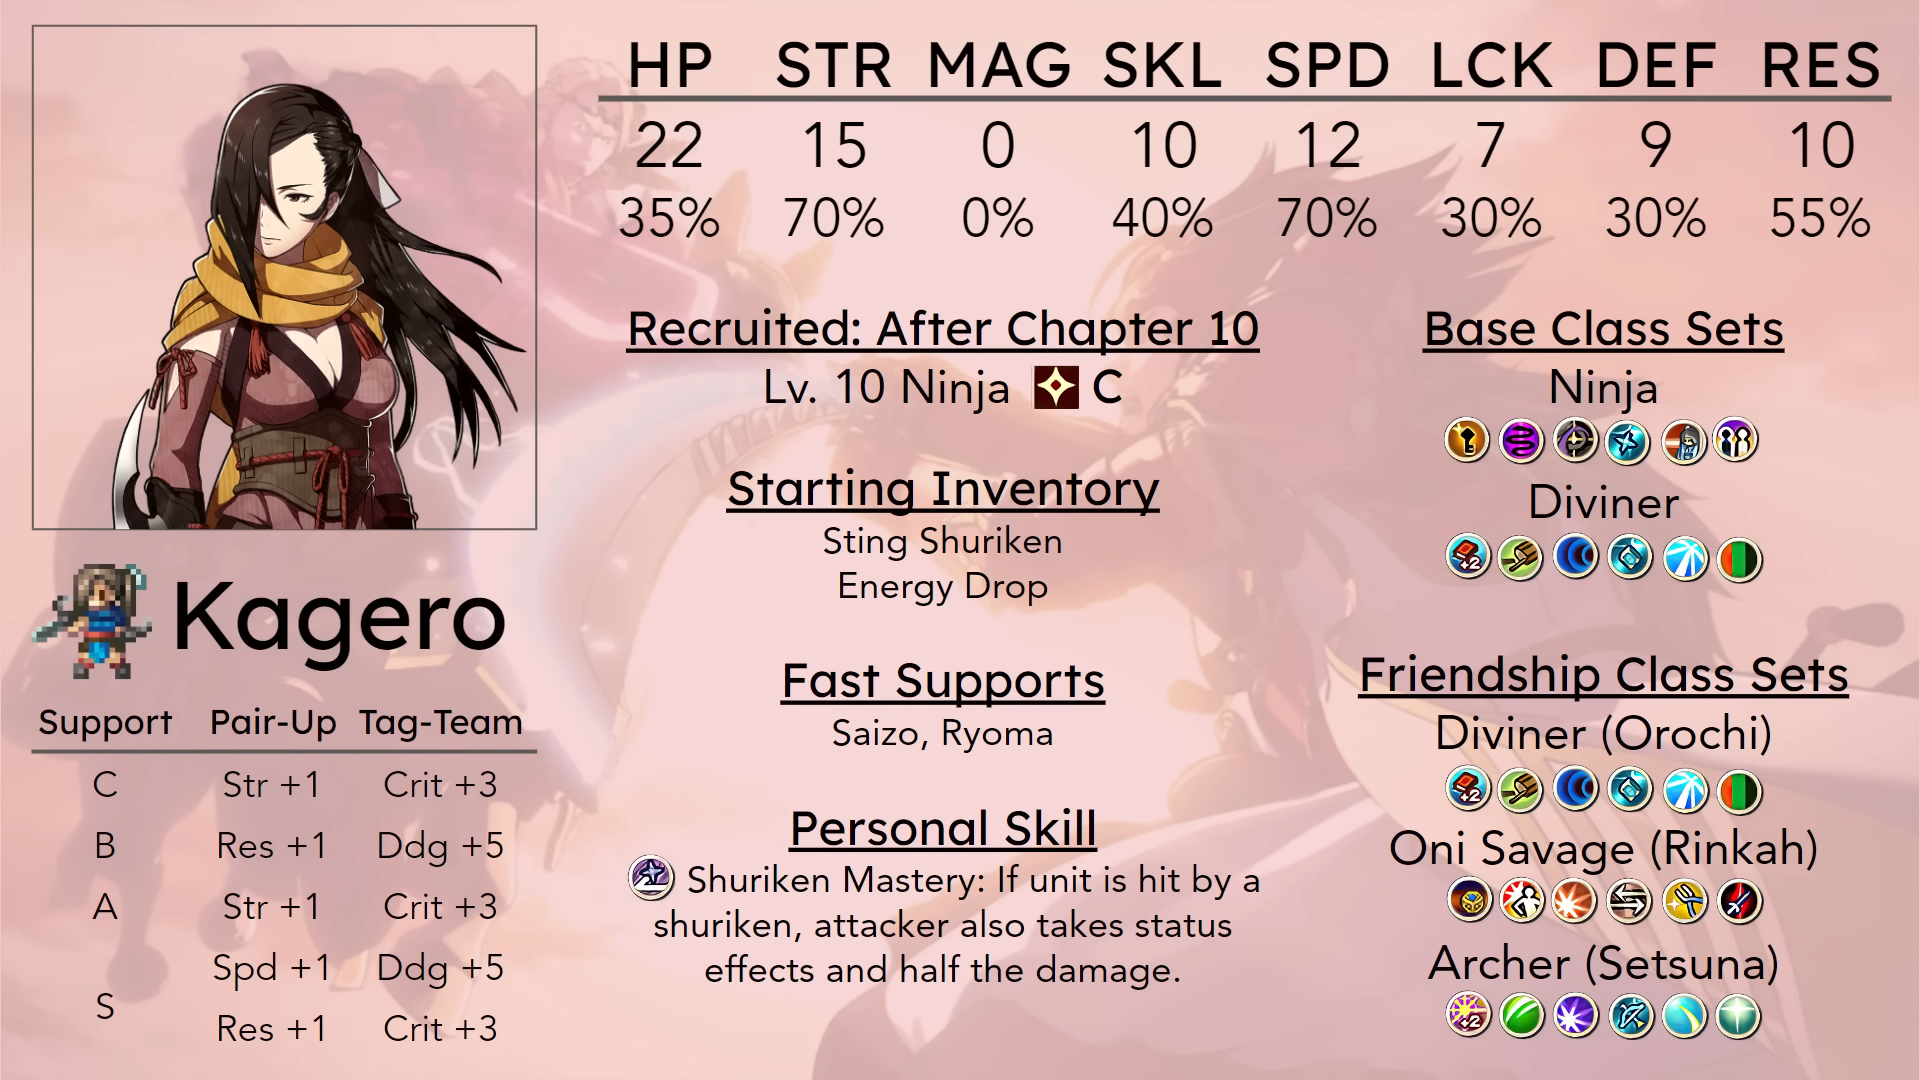 HP STR MAG SKL SPD LCK DEF RES
22 15 0 10 12 7 9 10
35% 70% 0% 40% 70% 30% 30% 55%
Kagero
Support Pair-Up Tag-Team
C Str +1 Crit +3
B Res +1 Ddg +5
A Str +1 Crit +3
Spd +1 Ddg +5
S
Res +1 Crit +3
Recruited: After Chapter 10
Lv. 10 Ninja C
Starting Inventory
Sting Shuriken
Energy Drop
Fast Supports
Saizo, Ryoma
Personal Skill
Shuriken Mastery: If unit is hit by a
shuriken, attacker also takes status
effects and half the damage.
Base Class Sets
Ninja
Diviner
+2
Friendship Class Sets
Diviner (Orochi)
+2
Oni Savage (Rinkah)
Archer (Setsuna)
+2